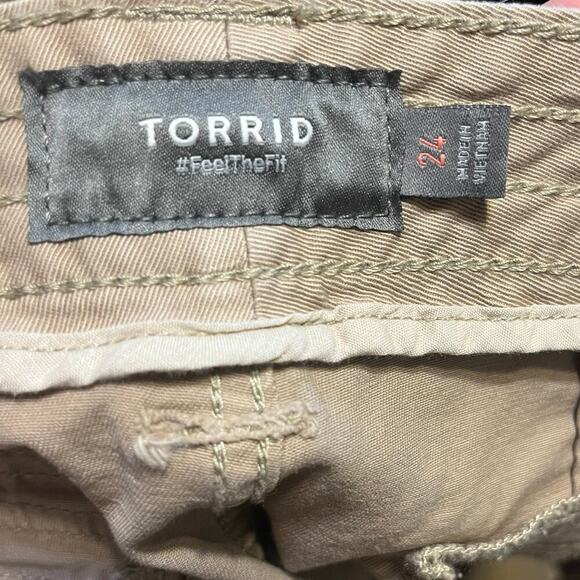 TORRID
#FeelTheFit
24
MADE IN
VIETNAM